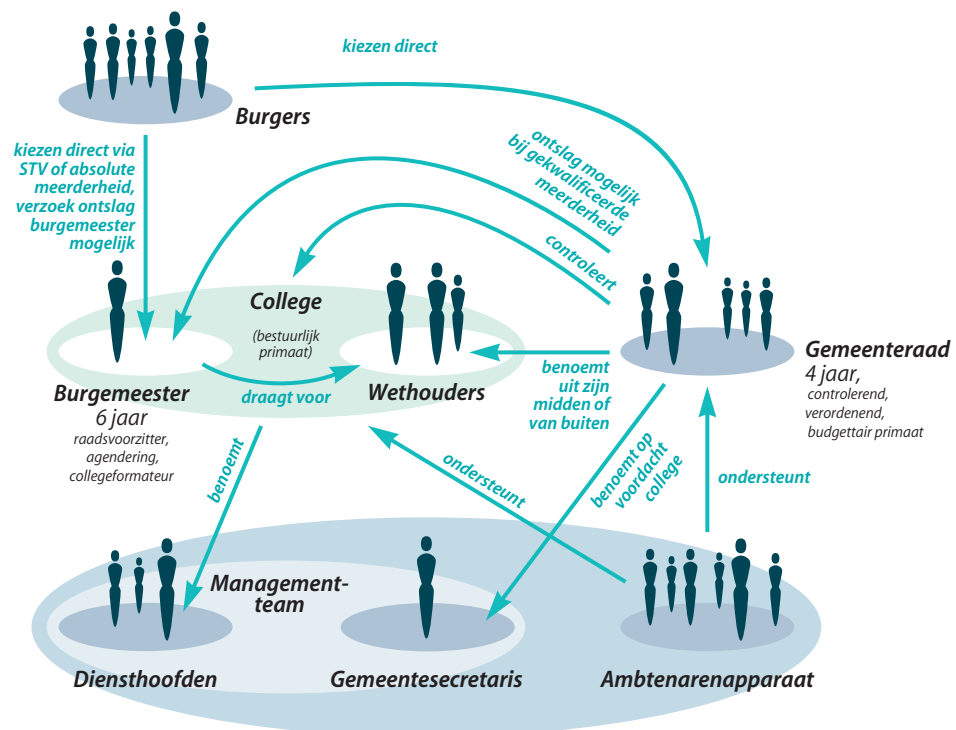 kiezen direct
Burgers
kiezen direct via
STV of absolute
meerderheid,
verzoek ontslag
burgemeester
mogelijk
ontslag mogelijk
bij gekwalificeerde
meerderheid
controleert
College
(bestuurlijk
primaat)
Burgemeester
6 jaar
raadsvoorzitter,
agendering,
collegeformateur
draagt voor
Wethouders
benoemt
uit zijn
midden of
van buiten
Gemeenteraad
4 jaar,
controlerend,
verordenend,
budgettair primaat
benoemt
ondersteunt
benoemt op
voordacht
college
ondersteunt
Management-
team
Diensthoofden
Gemeentesecretaris
Ambtenarenapparaat